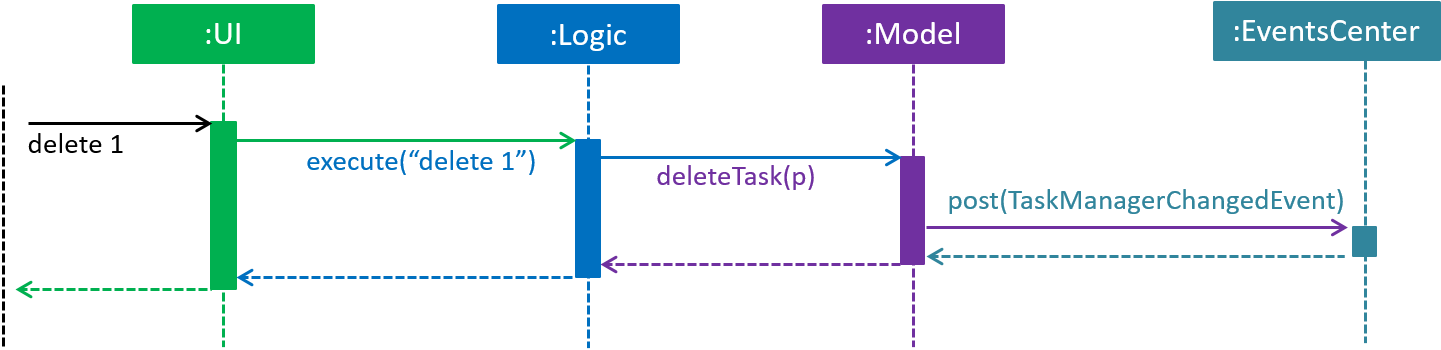 :UI
:Logic
:Model
:EventsCenter
delete 1
execute(“delete 1”)
deleteTask(p)
post(TaskManagerChangedEvent)